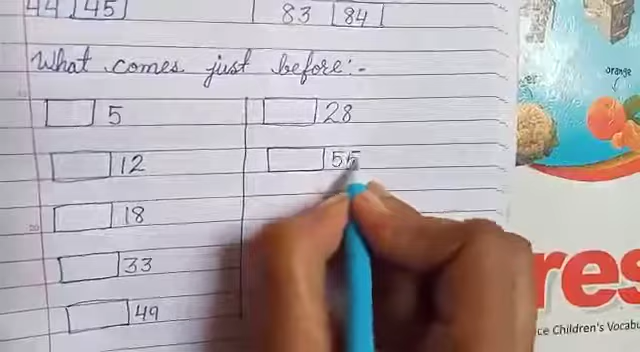 44 45
83 84
What comes just before:-
5
28
12
55
18
33
49
orange
res
ce Children's Vocabu